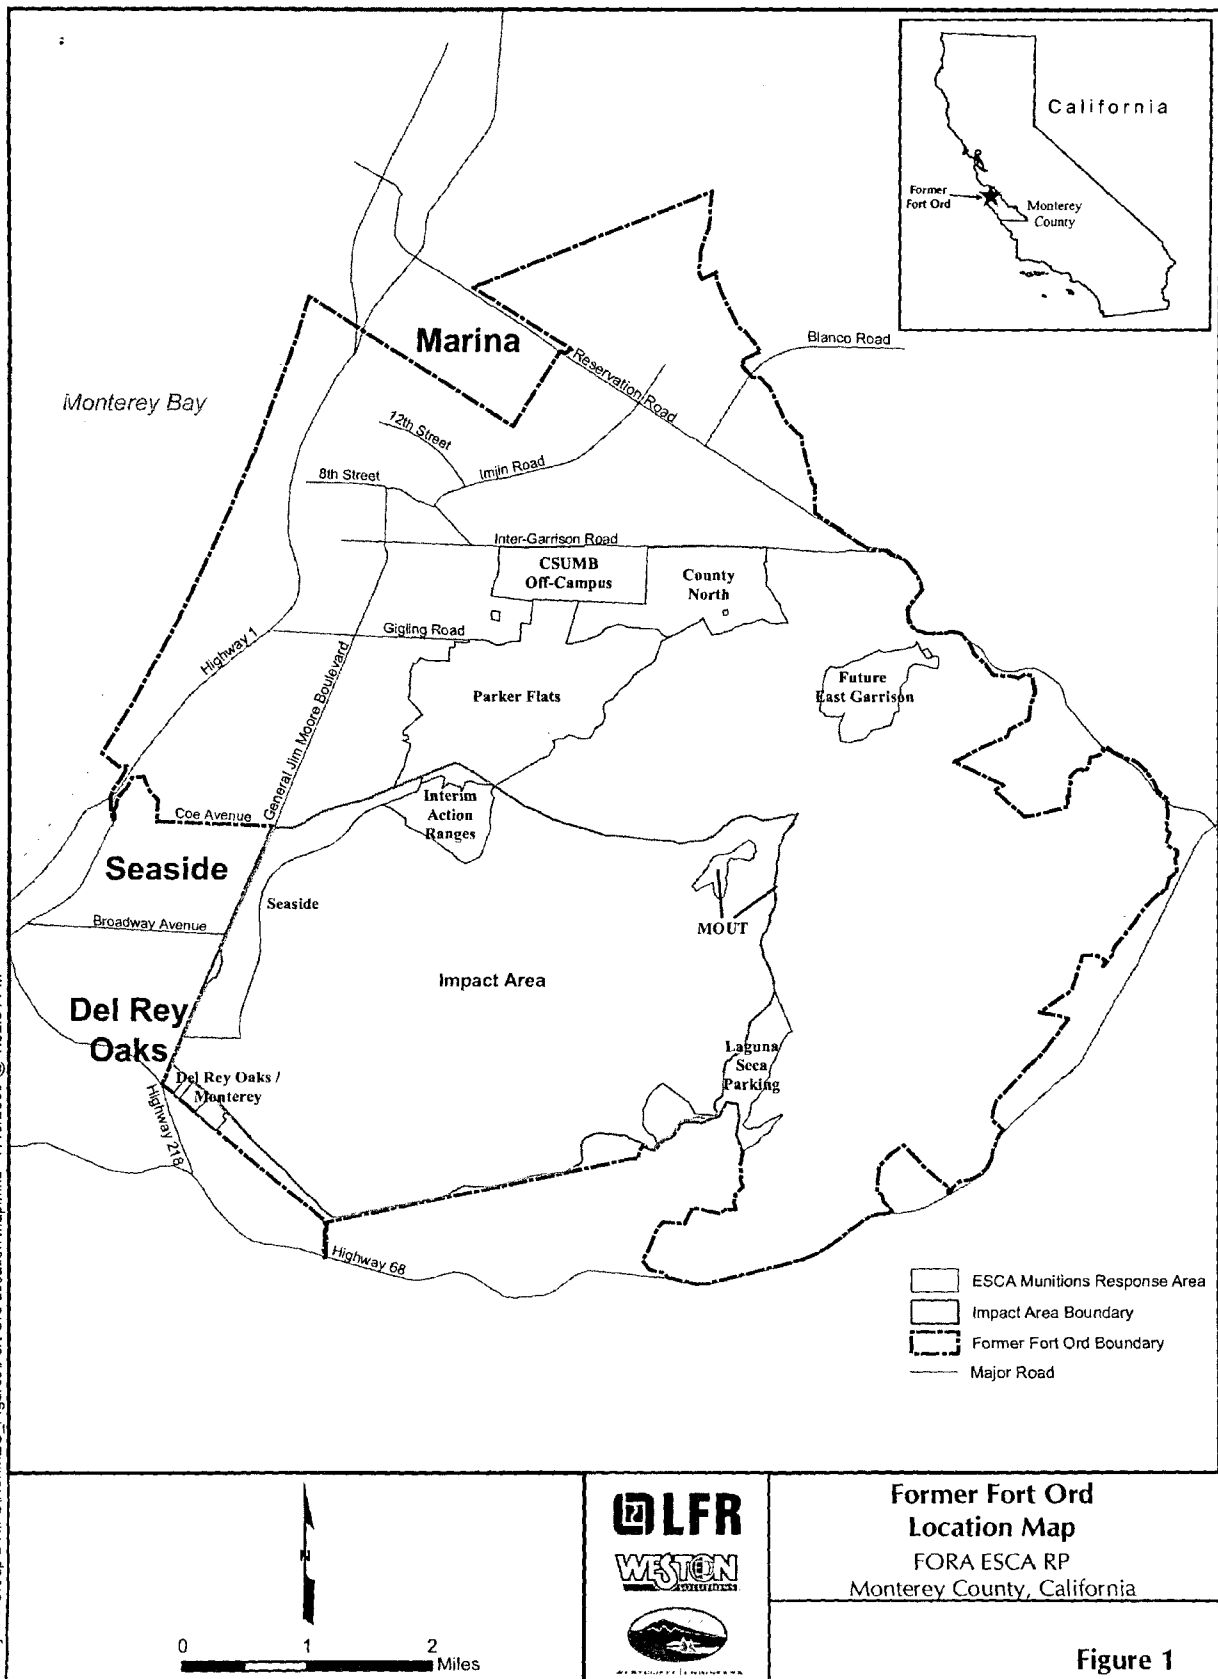 California
Former
Fort Ord
Monterey
County
Marina
Monterey Bay
Blanco Road
Reservation Road
12th Street
Imjin Road
8th Street
Inter-Garrison Road
CSUMB
Off-Campus
County
North
Gigling Road
Highway 1
General Jim Moore Boulevard
Parker Flats
Future
East Garrison
Interim
Action
Ranges
Coe Avenue
Seaside
Seaside
MOUT
Broadway Avenue
Impact Area
Del Rey
Oaks
Laguna
Seca
Parking
Del Rey Oaks /
Monterey
Highway 218
Highway 68
ESCA Munitions Response Area
Impact Area Boundary
Former Fort Ord Boundary
Major Road
N
0 1 2
Miles
LFR
WESTON
SOLUTIONS
Former Fort Ord
Location Map
FORA ESCA RP
Monterey County, California
Figure 1